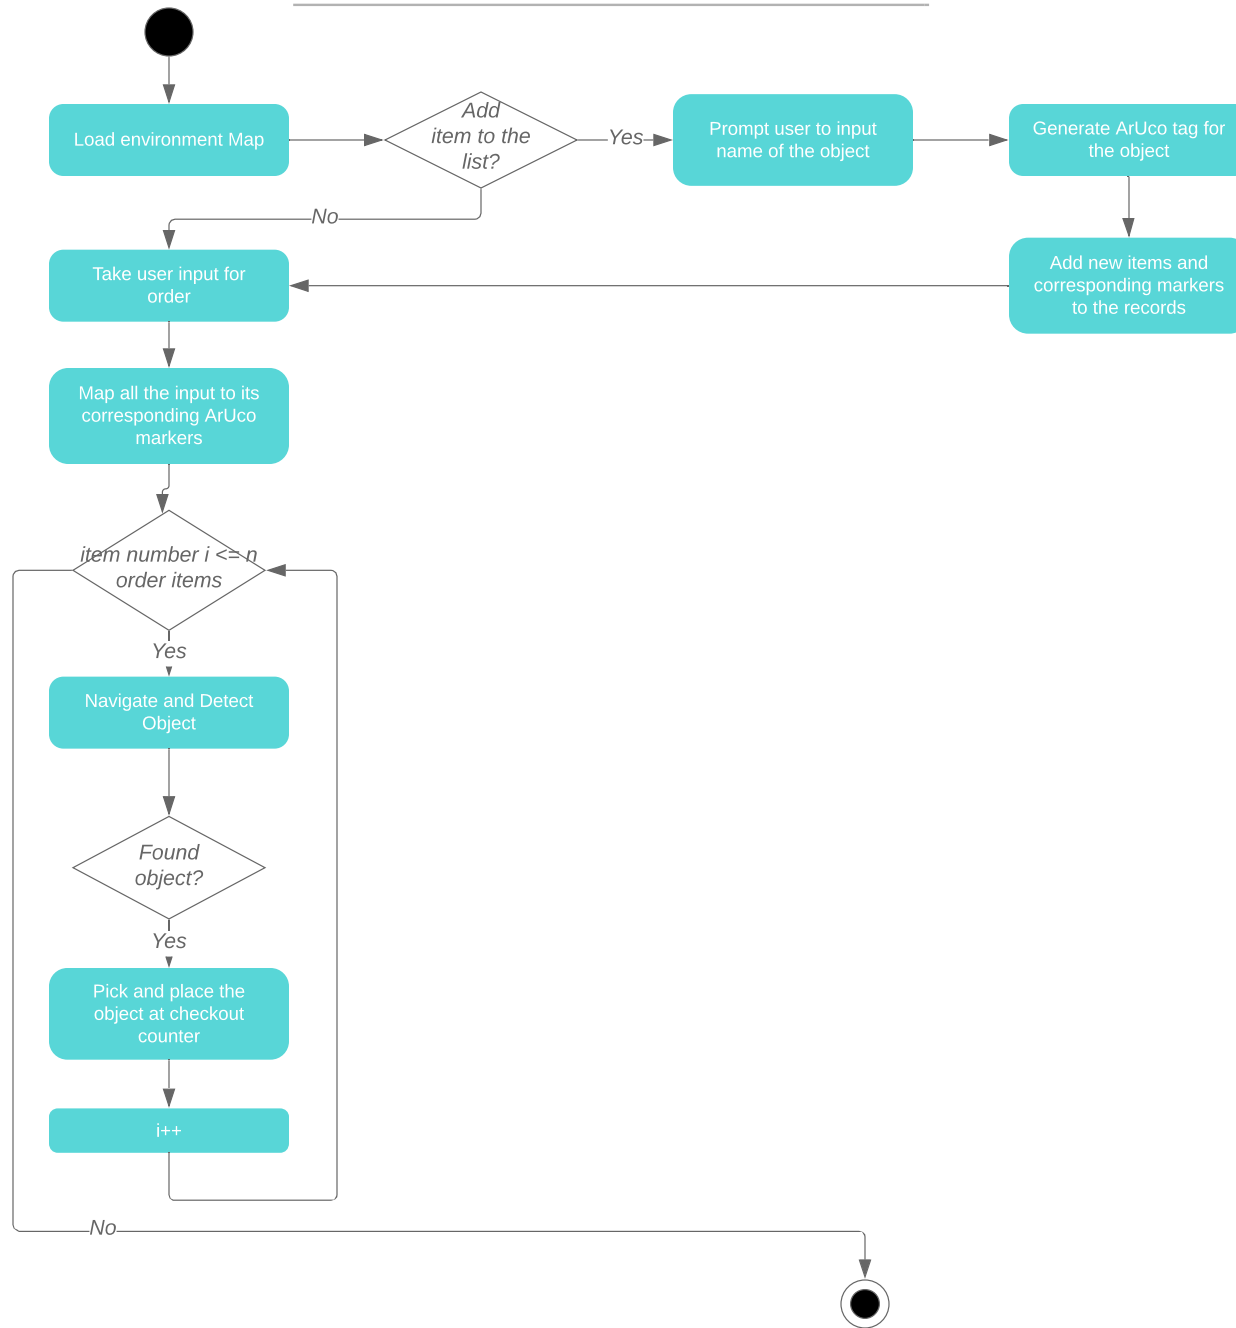 Load environment Map
Add
item to the
list?
Yes
Prompt user to input
name of the object
Generate ArUco tag for
the object
No
Take user input for
order
Add new items and
corresponding markers
to the records
Map all the input to its
corresponding ArUco
markers
item number i <= n
order items
Yes
Navigate and Detect
Object
Found
object?
Yes
Pick and place the
object at checkout
counter
i++
No